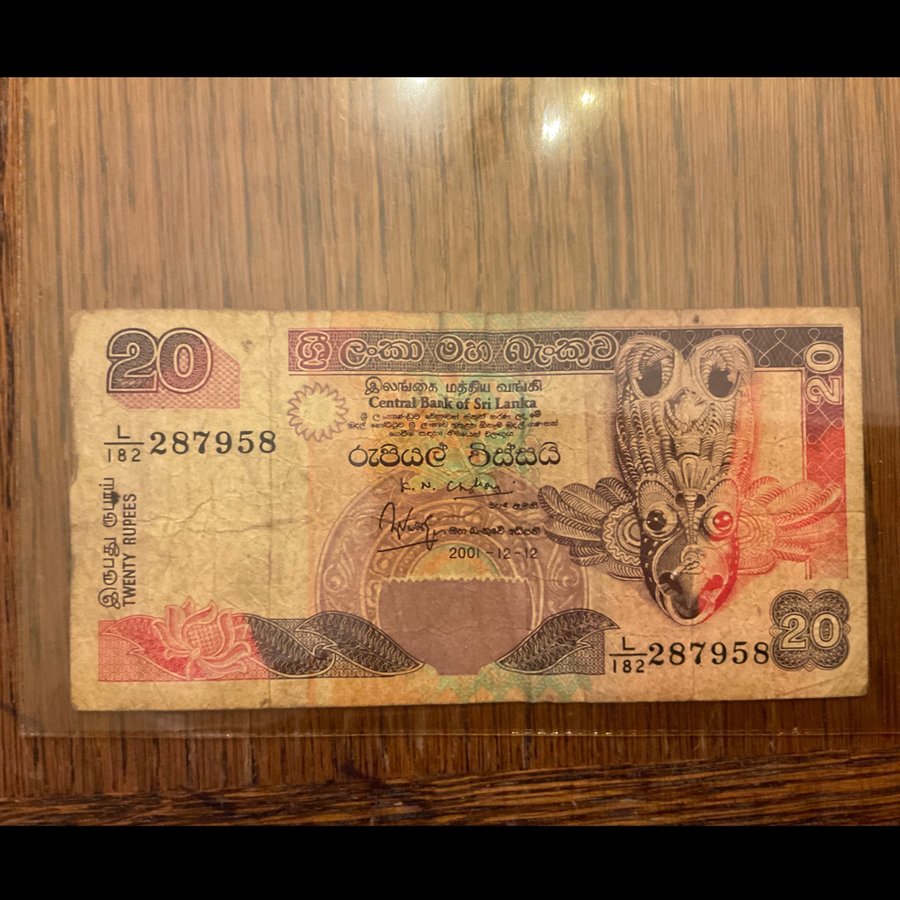 20
ශ්‍රී ලංකා මහ බැංකුව
20
இலங்கை மத்திய வங்கி
Central Bank of Sri Lanka
L/182 287958
රුපියල් විස්සයි
இருபது ரூபாய்
TWENTY RUPEES
2001-12-12
L/182 287958
20